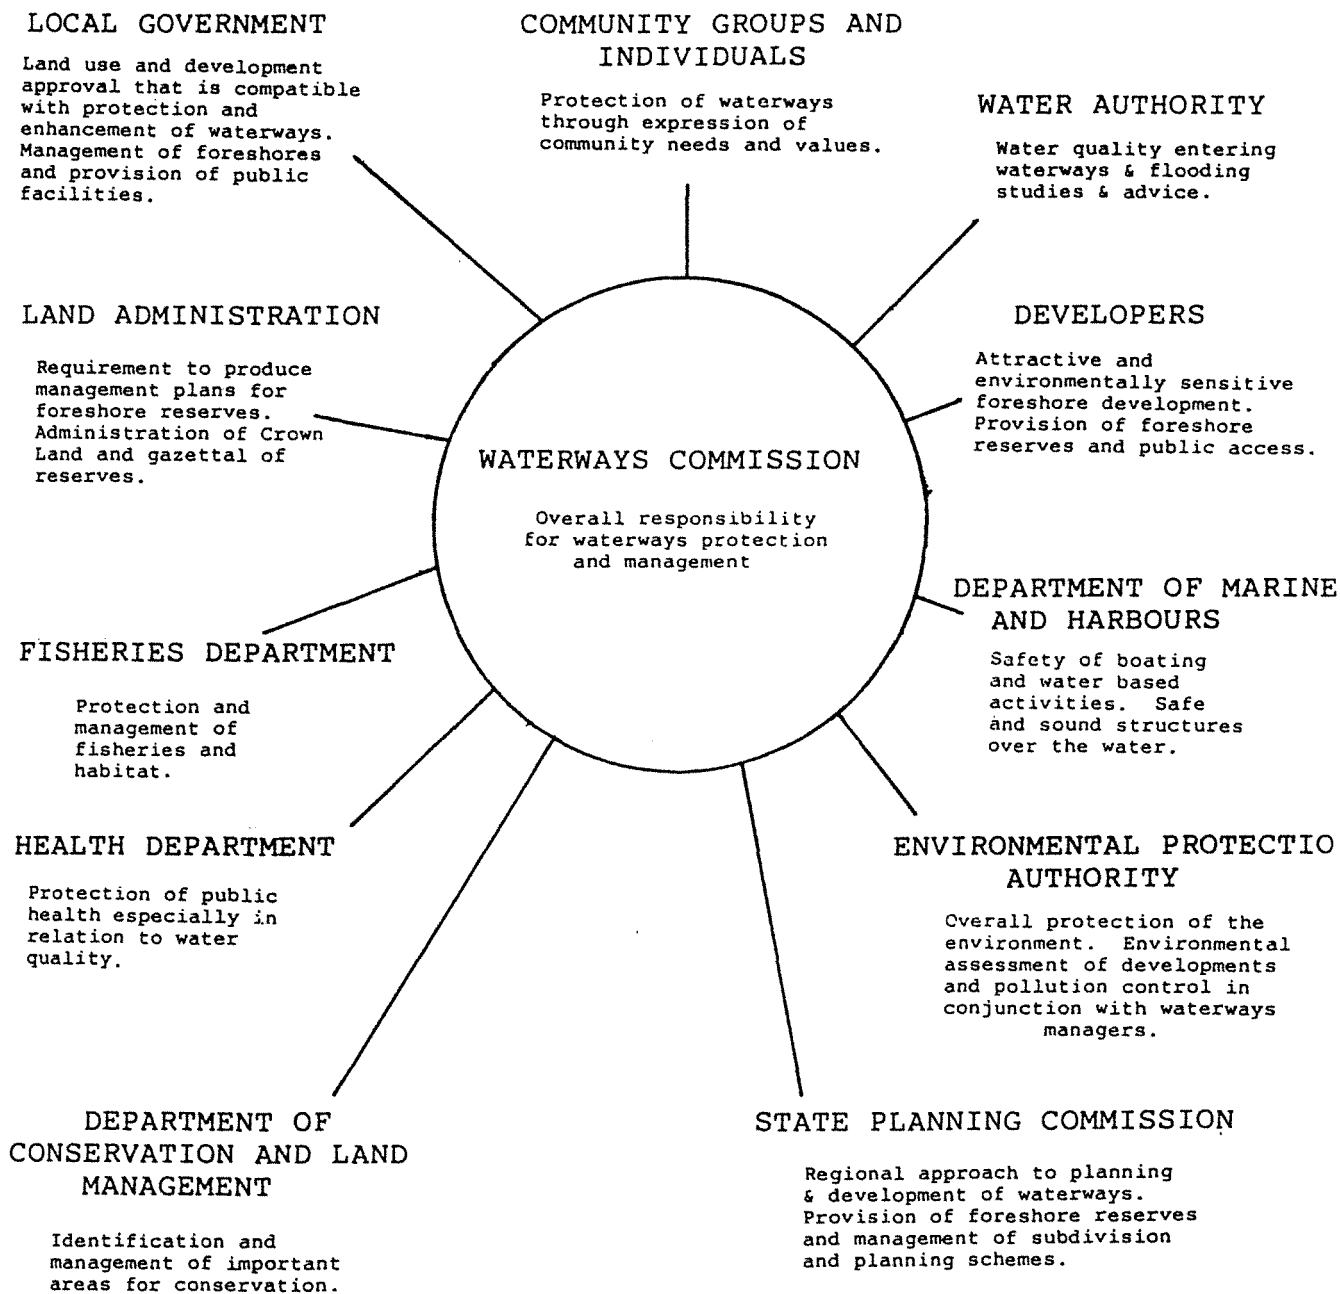 LOCAL GOVERNMENT
Land use and development
approval that is compatible
with protection and
enhancement of waterways.
Management of foreshores
and provision of public
facilities.
COMMUNITY GROUPS AND
INDIVIDUALS
Protection of waterways
through expression of
community needs and values.
WATER AUTHORITY
Water quality entering
waterways & flooding
studies & advice.
LAND ADMINISTRATION
Requirement to produce
management plans for
foreshore reserves.
Administration of Crown
Land and gazettal of
reserves.
DEVELOPERS
Attractive and
environmentally sensitive
foreshore development.
Provision of foreshore
reserves and public access.
WATERWAYS COMMISSION
Overall responsibility
for waterways protection
and management
DEPARTMENT OF MARINE
AND HARBOURS
Safety of boating
and water based
activities. Safe
and sound structures
over the water.
FISHERIES DEPARTMENT
Protection and
management of
fisheries and
habitat.
HEALTH DEPARTMENT
Protection of public
health especially in
relation to water
quality.
ENVIRONMENTAL PROTECTIO
AUTHORITY
Overall protection of the
environment. Environmental
assessment of developments
and pollution control in
conjunction with waterways
managers.
DEPARTMENT OF
CONSERVATION AND LAND
MANAGEMENT
Identification and
management of important
areas for conservation.
STATE PLANNING COMMISSION
Regional approach to planning
& development of waterways.
Provision of foreshore reserves
and management of subdivision
and planning schemes.